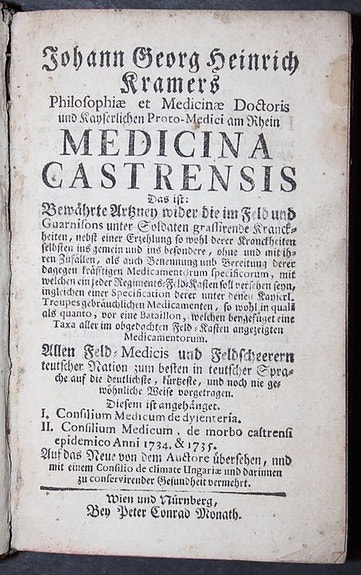 Johann Georg Heinrich
Kramers
Philosophiæ et Medicinæ Doctoris
und Kayserlichen Proto-Medici am Rhein
MEDICINA
CASTRENSIS
Das ist:
Bewährte Artzney wider die im Feld und
Guarnisons unter Soldaten grassirende Kranck-
heiten, nebst einer Erzehlung so wohl derer Kranckheiten
selbsten ins gemein und ins besondere, ohne und mit ihren
Zufällen, als auch Benennung und Bereitung derer
dagegen kräfftigen Medicamentorum specificorum, mit
welchen ein jeder Regiments-Feld-Kasten soll versehen seyn,
ingleichen einer Specification derer unter denen Kayserl.
Troupes gebräuchlichen Medicamenten, so wohl in quali
als quanto, vor eine Bataillon, welchen beygefüget eine
Taxa aller im obgedachten Feld-Kasten angezeigten
Medicamentorum.
Allen Feld-Medicis und Feldscheerern
teutscher Nation zum besten in teutscher Spra-
che auf die deutlichste, kürtzeste, und noch nie ge-
wöhnliche Weise vorgetragen.
Diesem ist angehänget.
I. Consilium Medicum de dysienteria.
II. Consilium Medicum, de morbo castrensi
epidemico Anni 1734. & 1735.
Auf das Neue von dem Auctore übersehen, und
mit einem Consilio de climate Ungariæ und darinnen
zu conservirender Gesundheit vermehrt.
Wien und Nürnberg,
Bey Peter Conrad Monath.